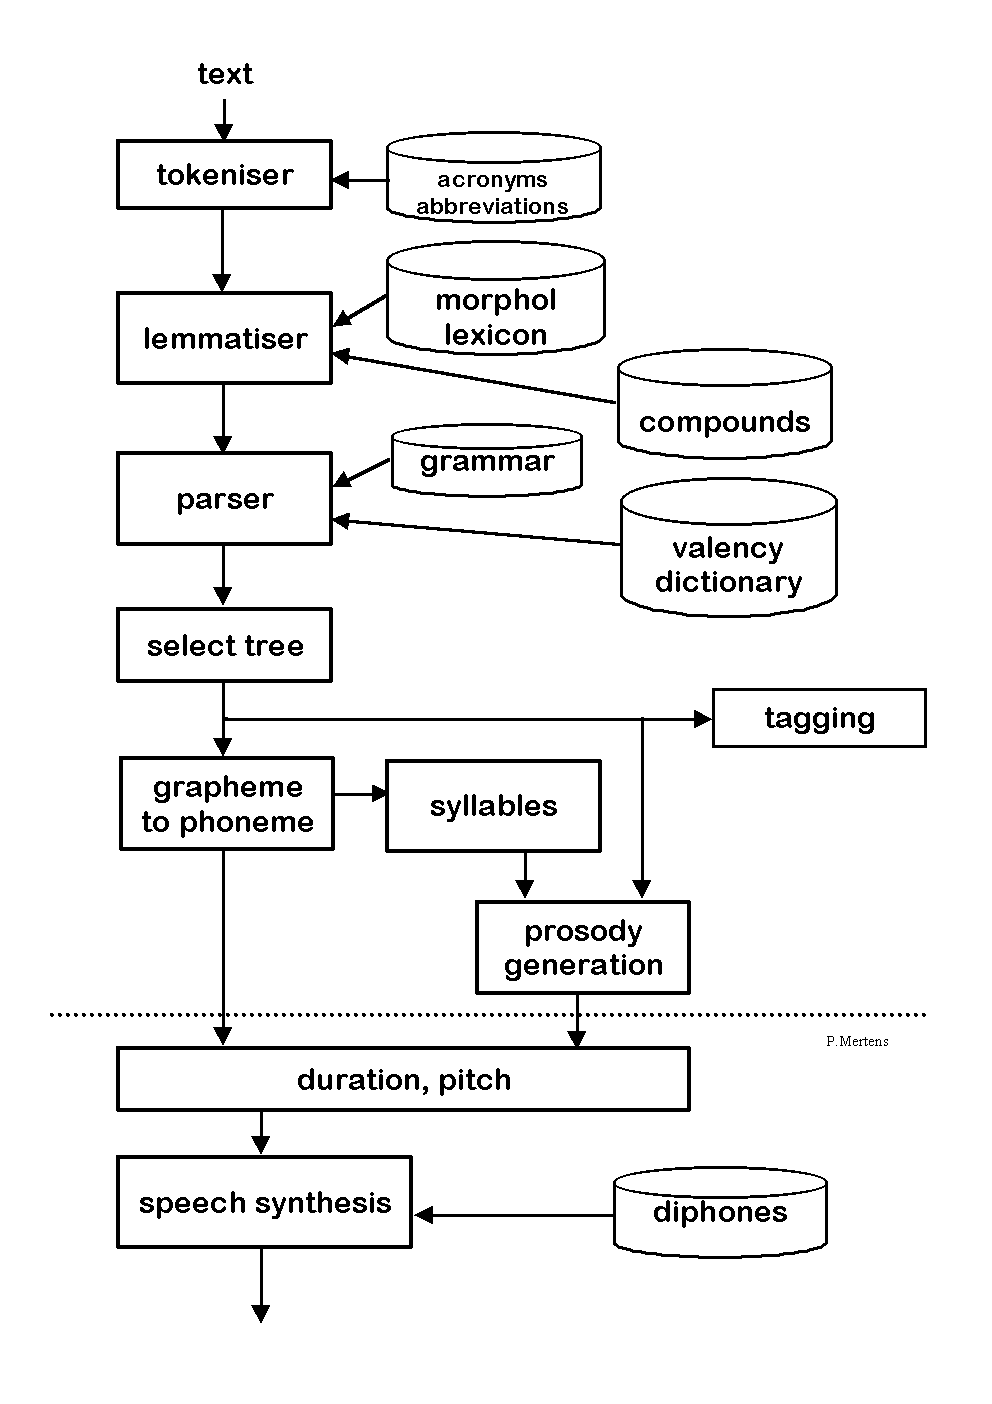 text
tokeniser
acronyms
abbreviations
morphol
lexicon
lemmatiser
compounds
grammar
parser
valency
dictionary
select tree
tagging
grapheme
to phoneme
syllables
prosody
generation
P.Mertens
duration, pitch
speech synthesis
diphones